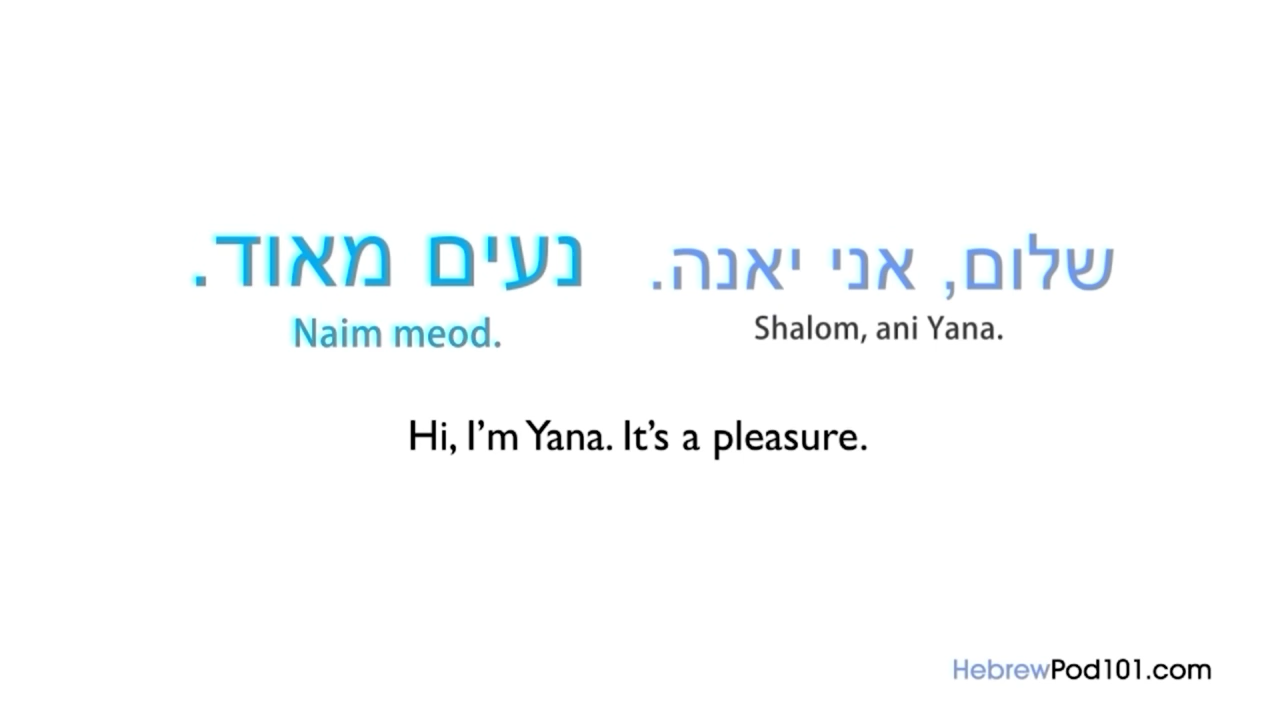 שלום, אני יאנה. נעים מאוד.
Naim meod. Shalom, ani Yana.
Hi, I’m Yana. It’s a pleasure.
HebrewPod101.com